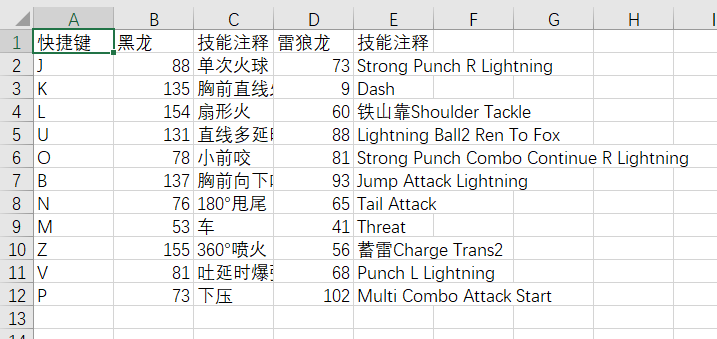 A B C D E F G H I
1 快捷键 黑龙 技能注释 雷狼龙 技能注释
2 J 88 单次火球 73 Strong Punch R Lightning
3 K 135 胸前直线 9 Dash
4 L 154 扇形火 60 铁山靠Shoulder Tackle
5 U 131 直线多延 88 Lightning Ball2 Ren To Fox
6 O 78 小前咬 81 Strong Punch Combo Continue R Lightning
7 B 137 胸前向下 93 Jump Attack Lightning
8 N 76 180°甩尾 65 Tail Attack
9 M 53 车 41 Threat
10 Z 155 360°喷火 56 蓄雷Charge Trans2
11 V 81 吐延时爆 68 Punch L Lightning
12 P 73 下压 102 Multi Combo Attack Start
13